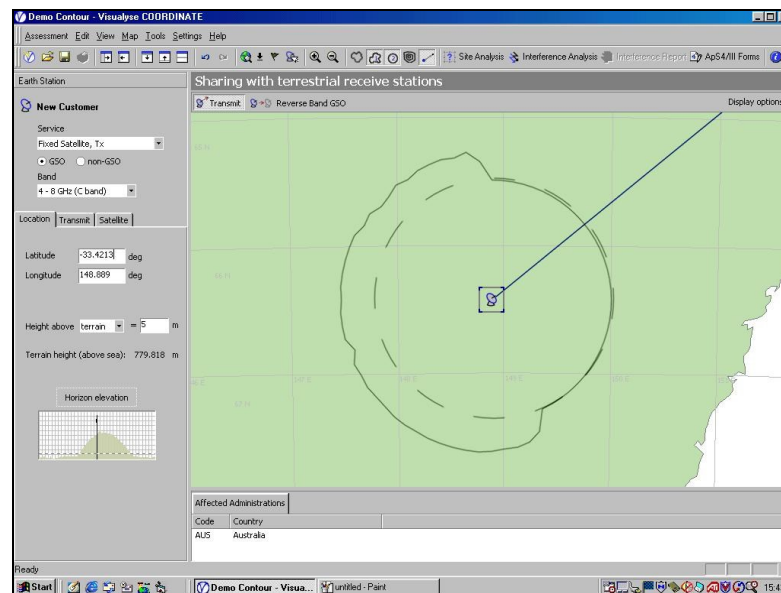 Demo Contour - Visualyse COORDINATE
Assessment Edit View Map Tools Settings Help
Site Analysis Interference Analysis Interference Report ApS4/III Forms
Earth Station
Sharing with terrestrial receive stations
New Customer
Transmit Reverse Band GSO Display options
Service
Fixed Satellite, Tx
GSO non-GSO
Band
4 - 8 GHz (C band)
Location Transmit Satellite
Latitude -33.4213 deg
Longitude 148.889 deg
Height above terrain = 5 m
Terrain height (above sea): 779.818 m
Horizon elevation
Affected Administrations
Code Country
AUS Australia
Ready
Start Demo Contour - Visua... untitled - Paint 15:4